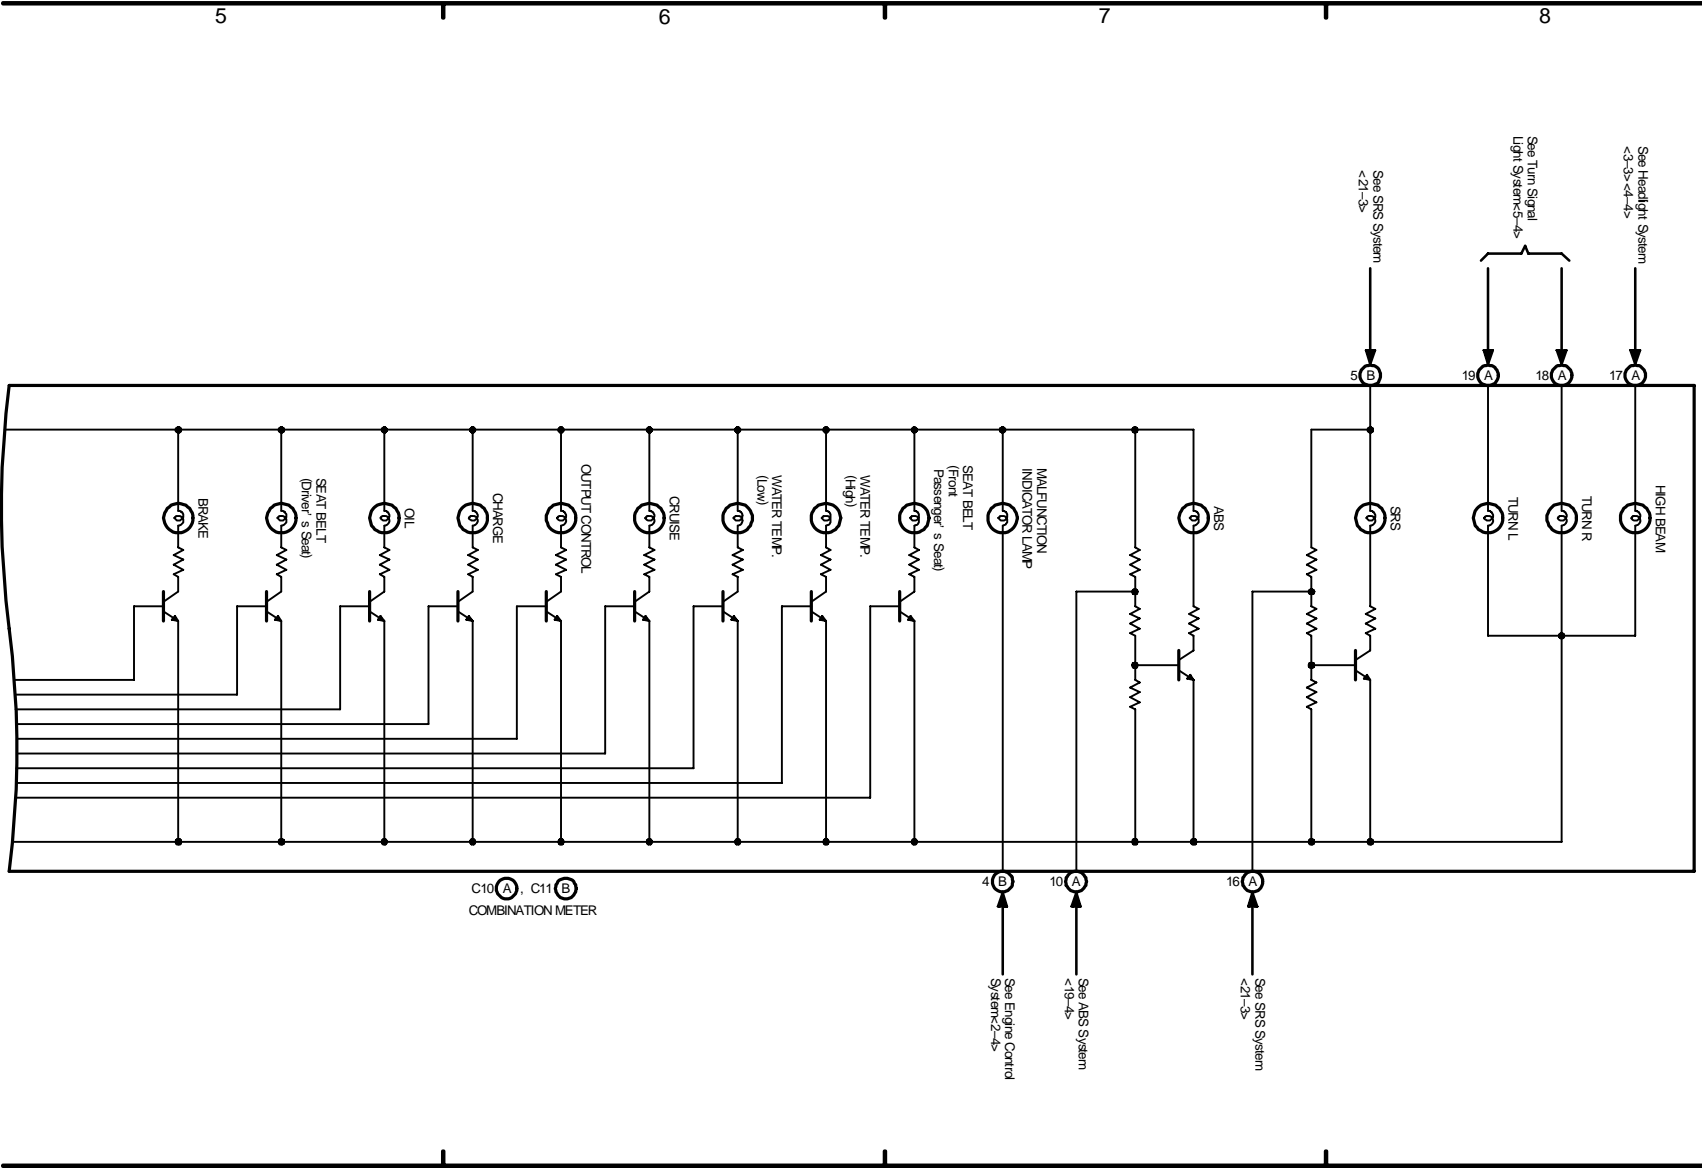 5
6
7
8
See SRS System
<21–3>
See Turn Signal
Light System<5–4>
See Headlight System
<3–3><4–4>
5 B
19 A
18 A
17 A
BRAKE
SEAT BELT
(Driver' s Seat)
OIL
CHARGE
OUTPUT CONTROL
CRUISE
WATER TEMP.
(Low)
WATER TEMP.
(High)
SEAT BELT
(Front
Passenger' s Seat)
MALFUNCTION
INDICATOR LAMP
ABS
SRS
TURN L
TURN R
HIGH BEAM
C10 A , C11 B
COMBINATION METER
4 B
10 A
16 A
See Engine Control
System<2–4>
See ABS System
<19–4>
See SRS System
<21–3>